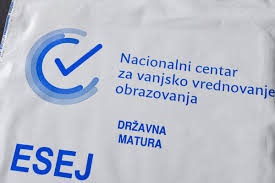 Nacionalni centar
za vanjsko vrednovanje
obrazovanja
DRŽAVNA
MATURA
ESEJ